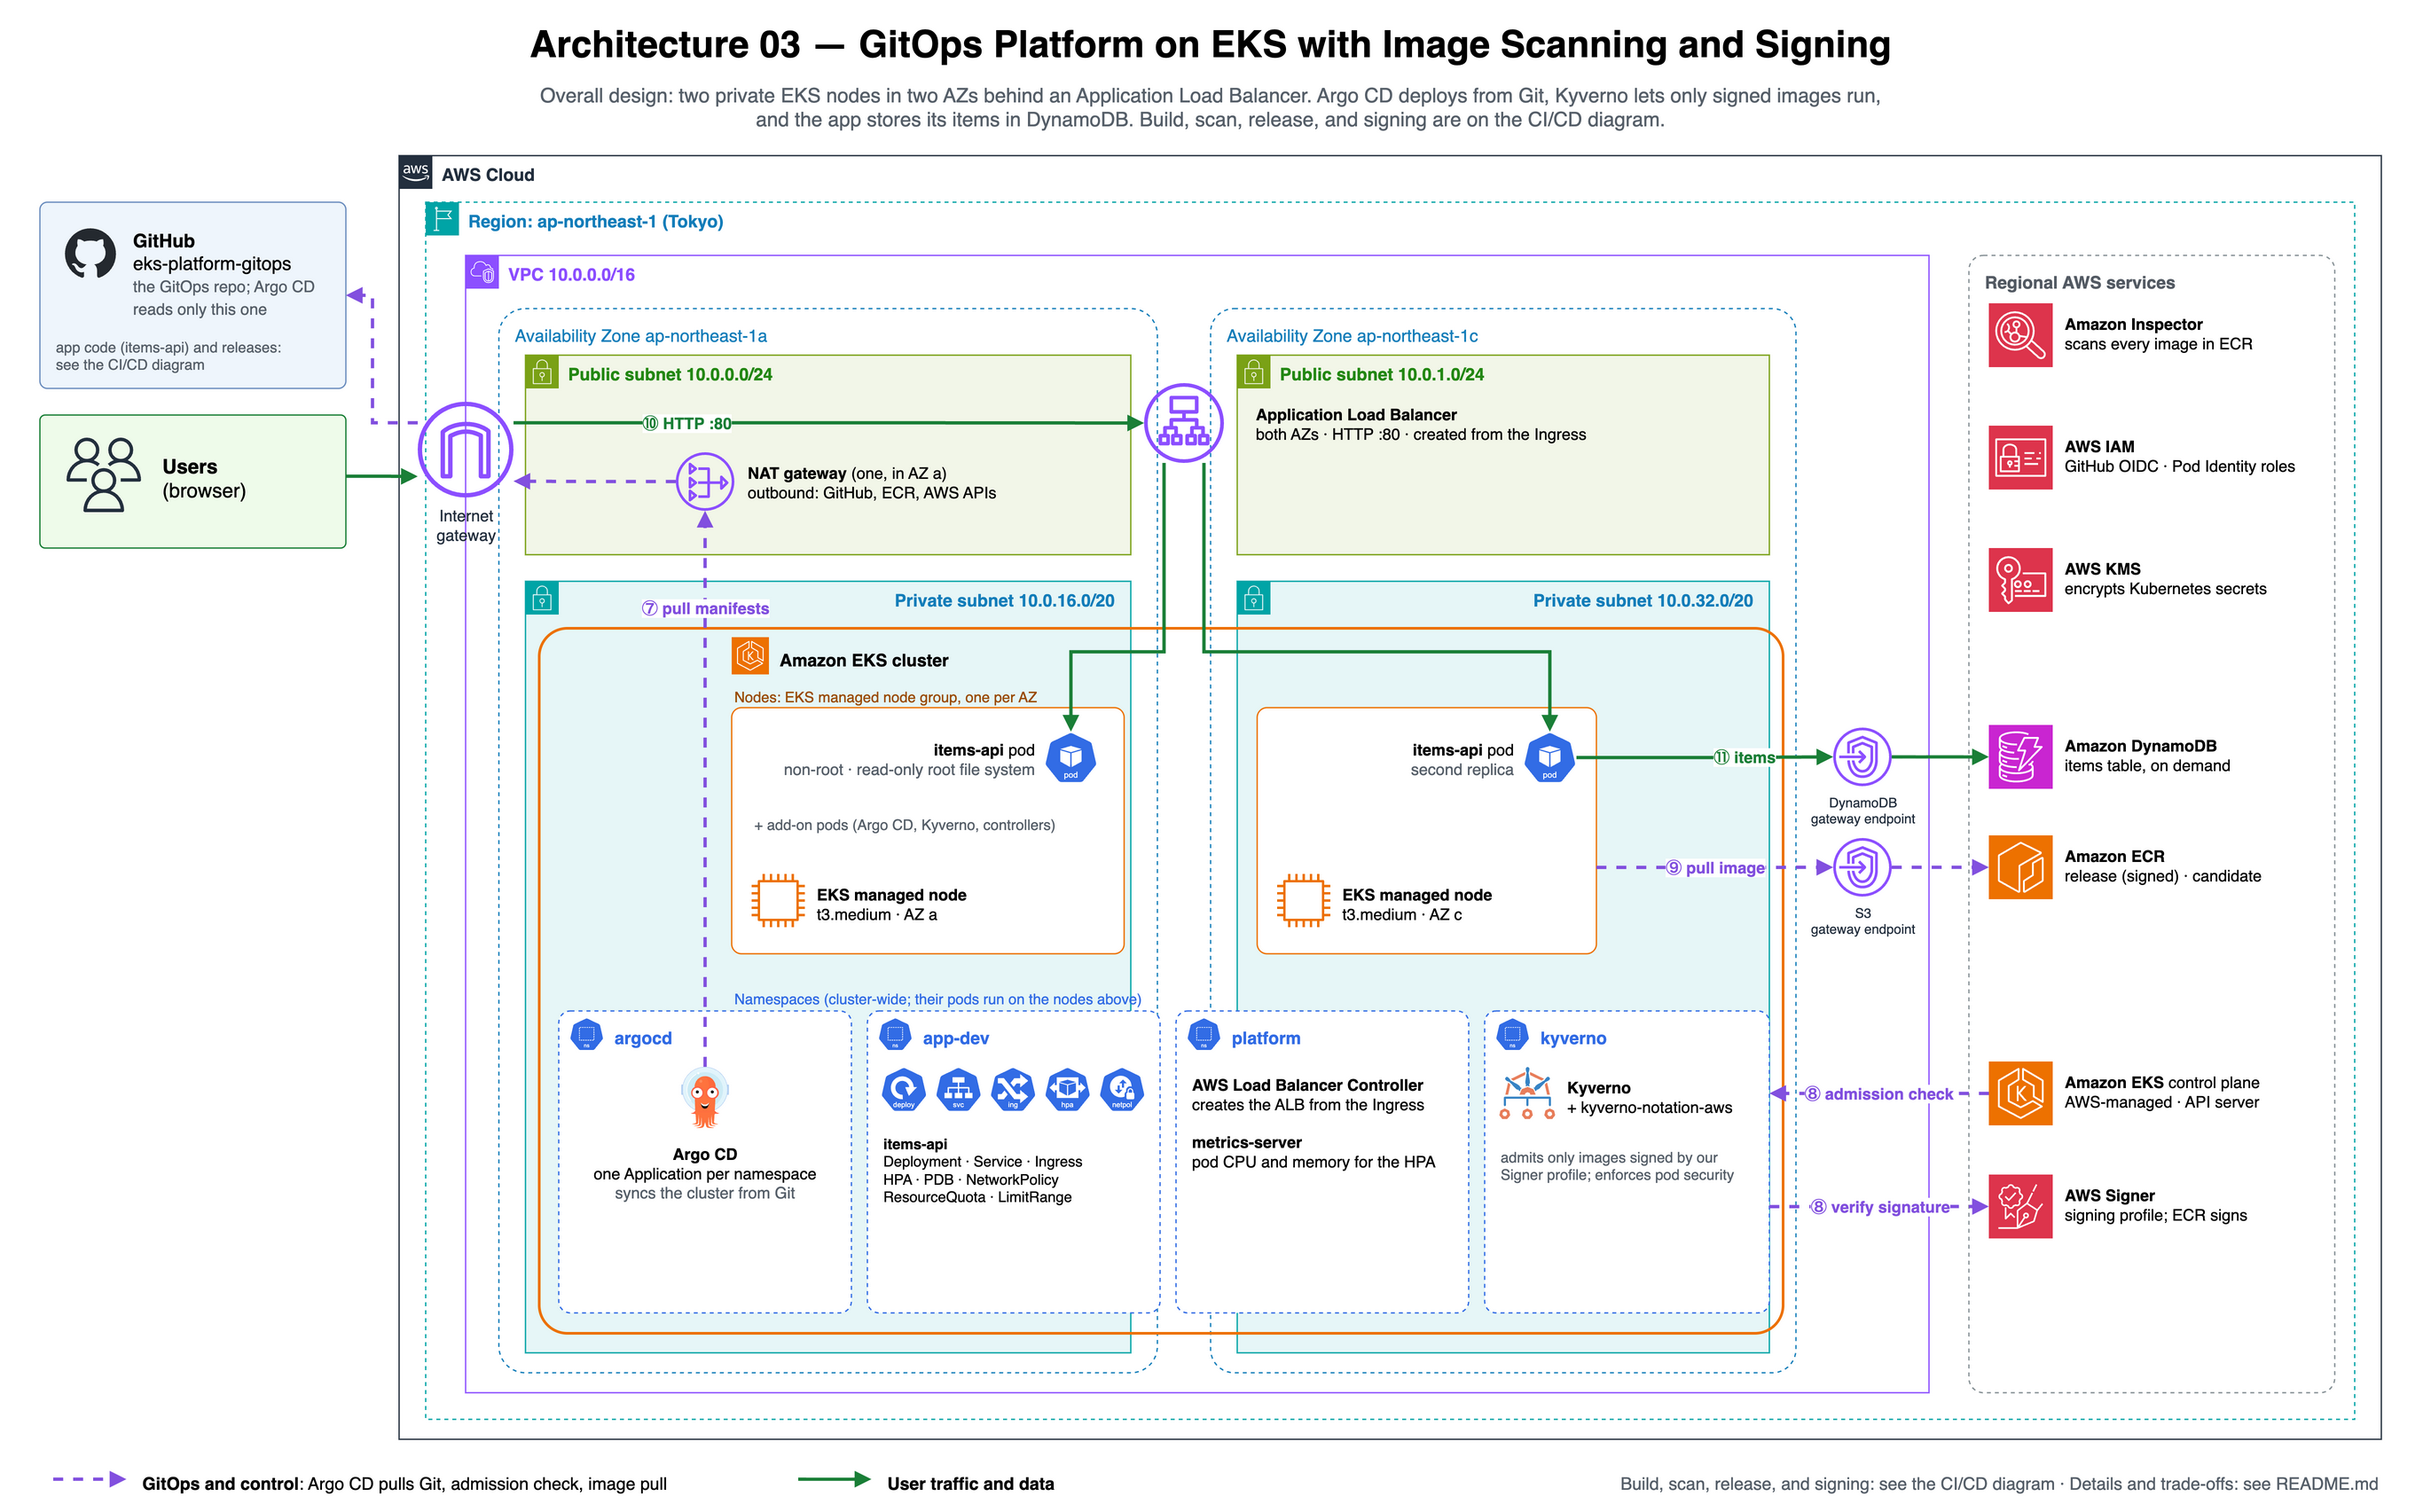 Architecture 03 — GitOps Platform on EKS with Image Scanning and Signing
Overall design: two private EKS nodes in two AZs behind an Application Load Balancer. Argo CD deploys from Git, Kyverno lets only signed images run,
and the app stores its items in DynamoDB. Build, scan, release, and signing are on the CI/CD diagram.
aws
AWS Cloud
GitHub
eks-platform-gitops
the GitOps repo; Argo CD
reads only this one
app code (items-api) and releases:
see the CI/CD diagram
Users
(browser)
Region: ap-northeast-1 (Tokyo)
VPC 10.0.0.0/16
Internet
gateway
Availability Zone ap-northeast-1a
Public subnet 10.0.0.0/24
⑩ HTTP :80
NAT gateway (one, in AZ a)
outbound: GitHub, ECR, AWS APIs
Availability Zone ap-northeast-1c
Public subnet 10.0.1.0/24
Application Load Balancer
both AZs · HTTP :80 · created from the Ingress
Private subnet 10.0.16.0/20
⑦ pull manifests
Private subnet 10.0.32.0/20
Amazon EKS cluster
Nodes: EKS managed node group, one per AZ
items-api pod
non-root · read-only root file system
pod
+ add-on pods (Argo CD, Kyverno, controllers)
EKS managed node
t3.medium · AZ a
items-api pod
second replica
pod
EKS managed node
t3.medium · AZ c
⑪ items
DynamoDB
gateway endpoint
⑨ pull image
S3
gateway endpoint
Namespaces (cluster-wide; their pods run on the nodes above)
ns
argocd
Argo CD
one Application per namespace
syncs the cluster from Git
ns
app-dev
deploy
svc
ing
hpa
netpol
items-api
Deployment · Service · Ingress
HPA · PDB · NetworkPolicy
ResourceQuota · LimitRange
ns
platform
AWS Load Balancer Controller
creates the ALB from the Ingress
metrics-server
pod CPU and memory for the HPA
ns
kyverno
Kyverno
+ kyverno-notation-aws
admits only images signed by our
Signer profile; enforces pod security
⑧ admission check
⑧ verify signature
Regional AWS services
Amazon Inspector
scans every image in ECR
AWS IAM
GitHub OIDC · Pod Identity roles
AWS KMS
encrypts Kubernetes secrets
Amazon DynamoDB
items table, on demand
Amazon ECR
release (signed) · candidate
Amazon EKS control plane
AWS-managed · API server
AWS Signer
signing profile; ECR signs
GitOps and control: Argo CD pulls Git, admission check, image pull
User traffic and data
Build, scan, release, and signing: see the CI/CD diagram · Details and trade-offs: see README.md